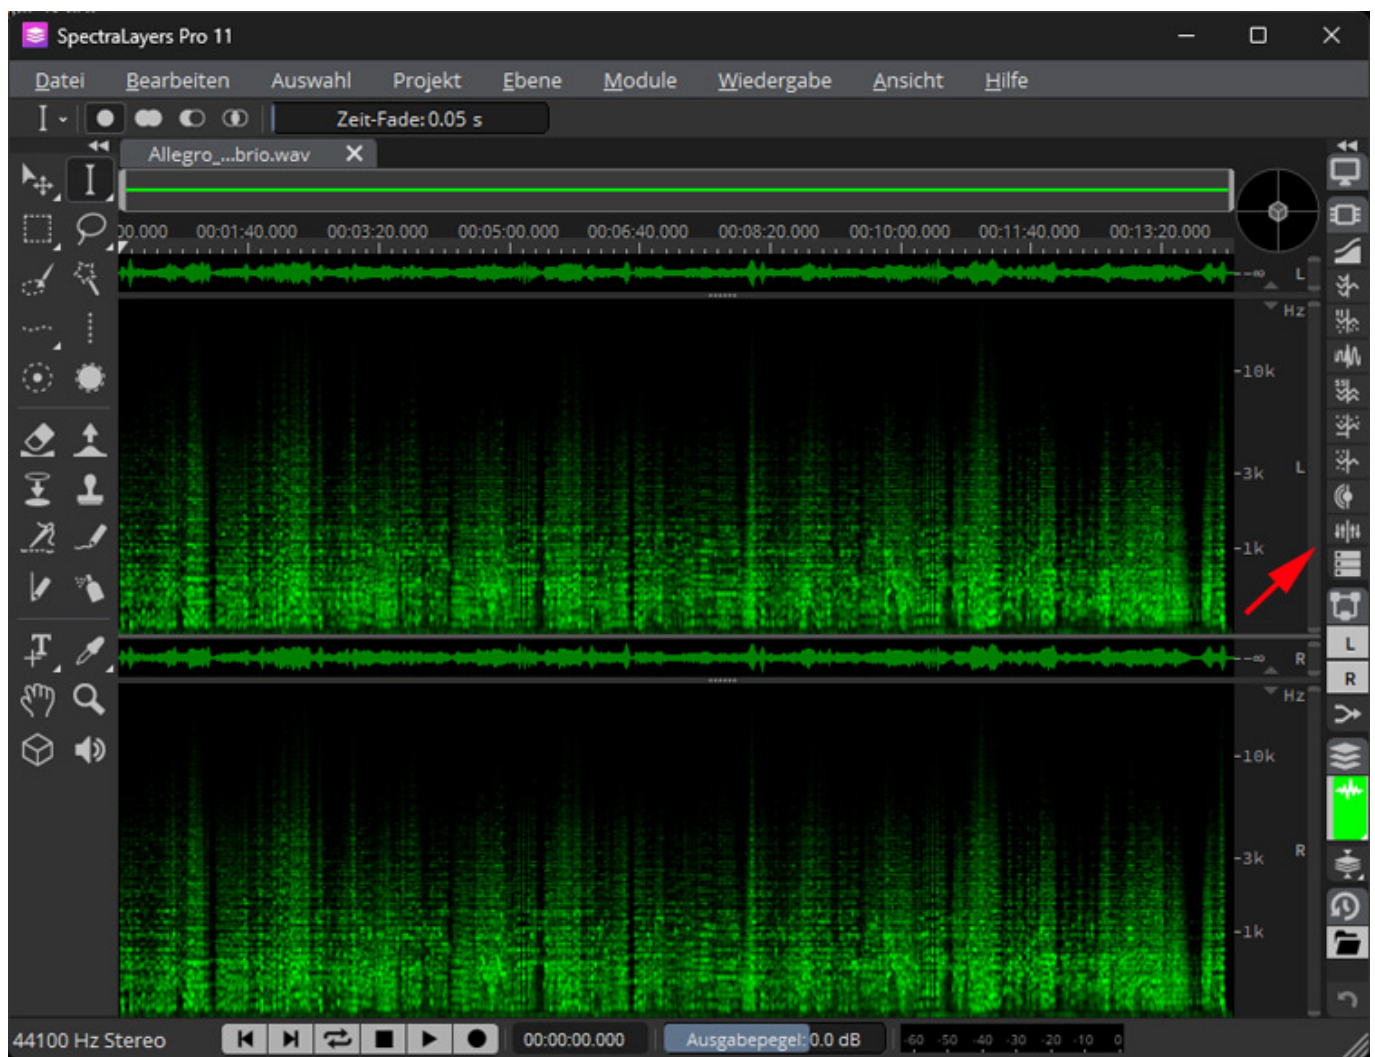 SpectraLayers Pro 11
Datei Bearbeiten Auswahl Projekt Ebene Module Wiedergabe Ansicht Hilfe
Zeit-Fade: 0.05 s
Allegro_...brio.wav
00.000 00:01:40.000 00:03:20.000 00:05:00.000 00:06:40.000 00:08:20.000 00:10:00.000 00:11:40.000 00:13:20.000
-∞ L
Hz
-10k
-3k L
-1k
L
-∞ R
R
Hz
-10k
-3k R
-1k
44100 Hz Stereo 00:00:00.000 Ausgabepegel: 0.0 dB -60 -50 -40 -30 -20 -10 0